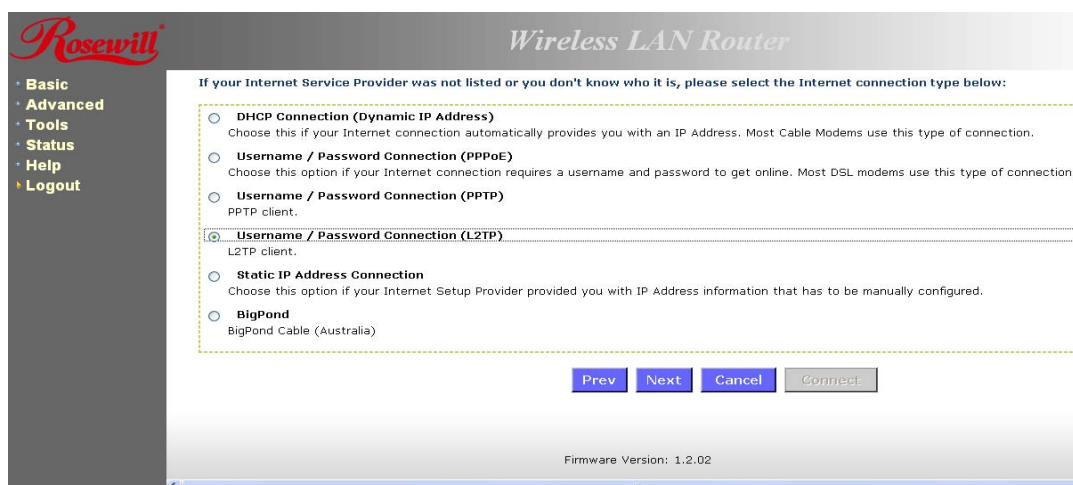 Rosewill
Wireless LAN Router
Basic
Advanced
Tools
Status
Help
Logout
If your Internet Service Provider was not listed or you don't know who it is, please select the Internet connection type below:
DHCP Connection (Dynamic IP Address)
Choose this if your Internet connection automatically provides you with an IP Address. Most Cable Modems use this type of connection.
Username / Password Connection (PPPoE)
Choose this option if your Internet connection requires a username and password to get online. Most DSL modems use this type of connection
Username / Password Connection (PPTP)
PPTP client.
Username / Password Connection (L2TP)
L2TP client.
Static IP Address Connection
Choose this option if your Internet Setup Provider provided you with IP Address information that has to be manually configured.
BigPond
BigPond Cable (Australia)
Prev Next Cancel Connect
Firmware Version: 1.2.02